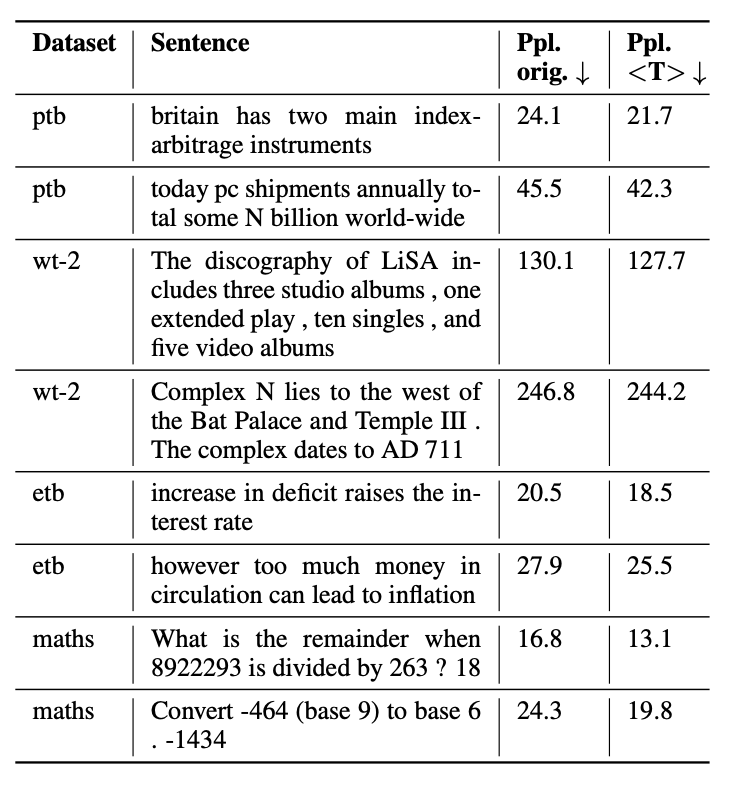 Dataset Sentence Ppl. Ppl.
orig. ↓ <T> ↓
ptb britain has two main index- 24.1 21.7
arbitrage instruments
ptb today pc shipments annually to- 45.5 42.3
tal some N billion world-wide
wt-2 The discography of LiSA in- 130.1 127.7
cludes three studio albums , one
extended play , ten singles , and
five video albums
wt-2 Complex N lies to the west of 246.8 244.2
the Bat Palace and Temple III .
The complex dates to AD 711
etb increase in deficit raises the in- 20.5 18.5
terest rate
etb however too much money in 27.9 25.5
circulation can lead to inflation
maths What is the remainder when 16.8 13.1
8922293 is divided by 263 ? 18
maths Convert -464 (base 9) to base 6 24.3 19.8
. -1434